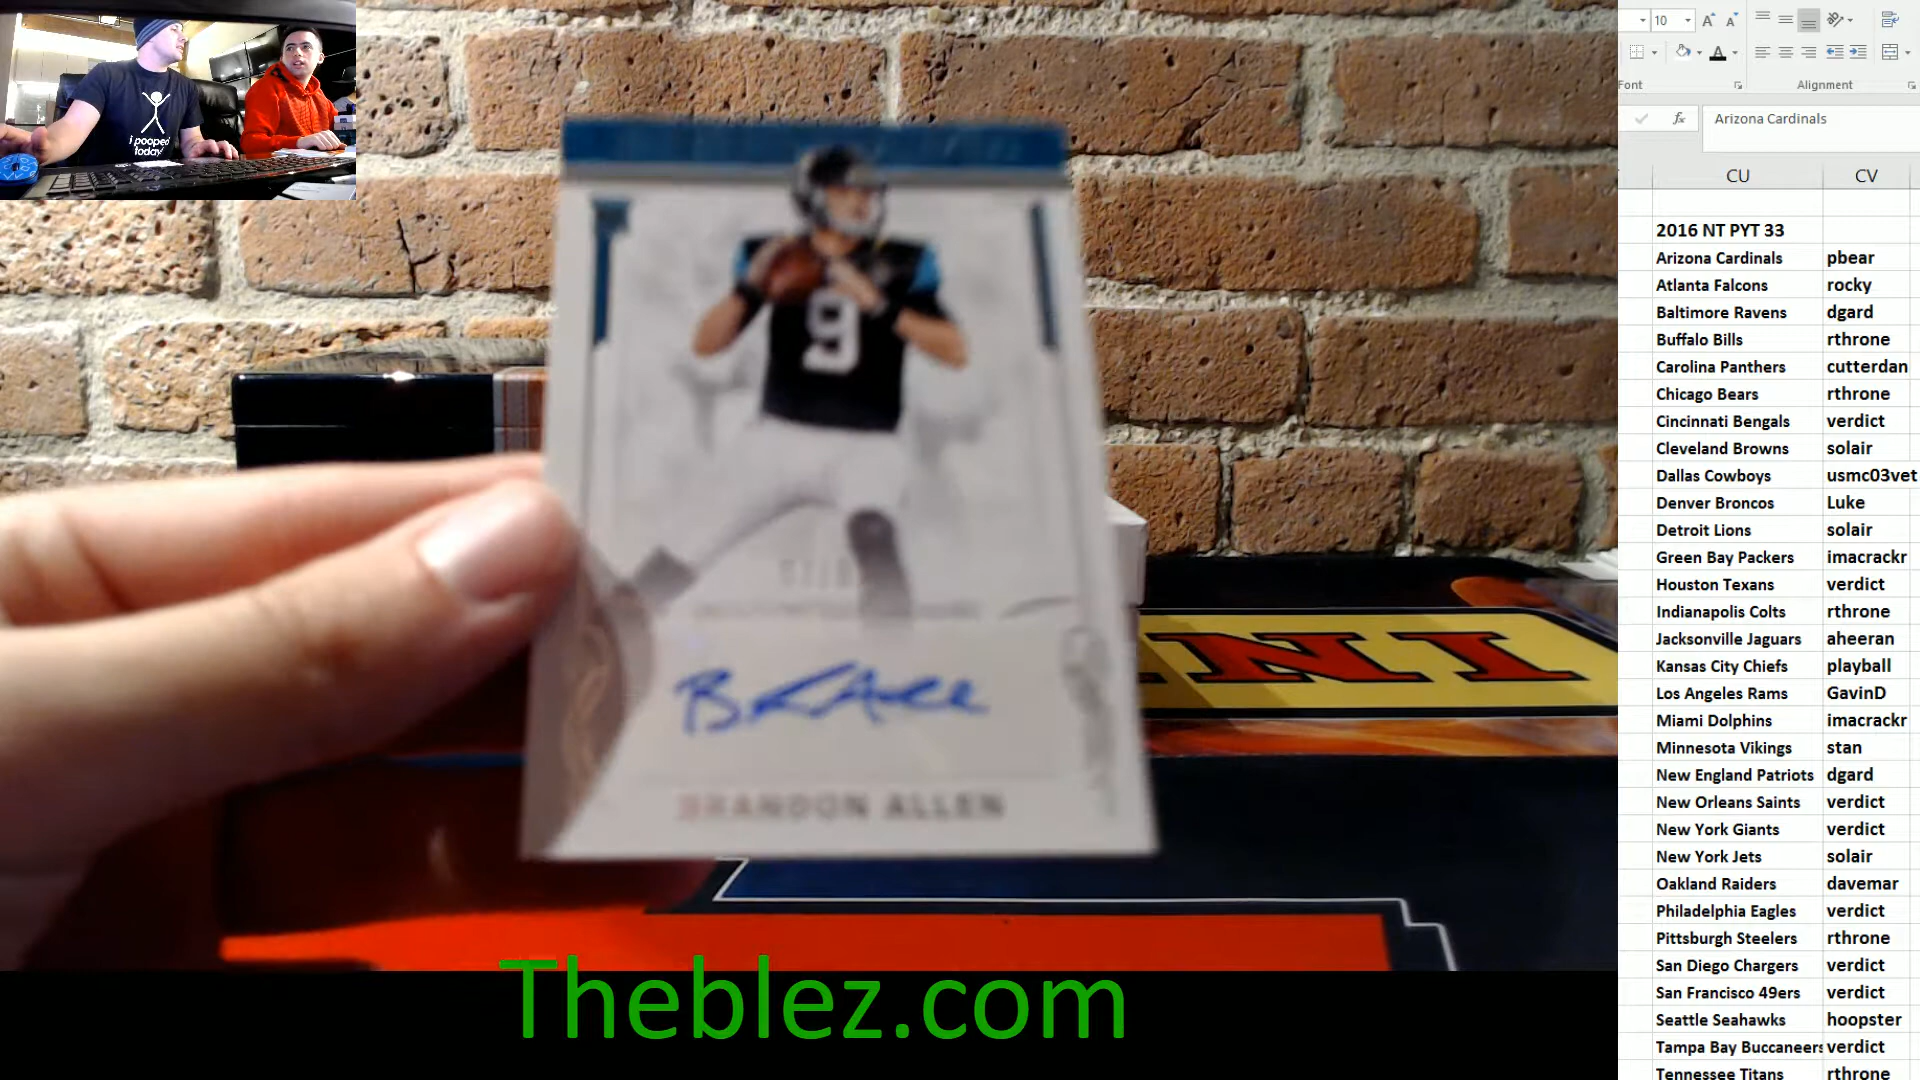 i pooped
today
9
BRANDON ALLEN
NI
Theblez.com
10
Font
Alignment
fx
Arizona Cardinals
CU CV
2016 NT PYT 33
Arizona Cardinals pbear
Atlanta Falcons rocky
Baltimore Ravens dgard
Buffalo Bills rthrone
Carolina Panthers cutterdan
Chicago Bears rthrone
Cincinnati Bengals verdict
Cleveland Browns solair
Dallas Cowboys usmc03vet
Denver Broncos Luke
Detroit Lions solair
Green Bay Packers imacrackr
Houston Texans verdict
Indianapolis Colts rthrone
Jacksonville Jaguars aheeran
Kansas City Chiefs playball
Los Angeles Rams GavinD
Miami Dolphins imacrackr
Minnesota Vikings stan
New England Patriots dgard
New Orleans Saints verdict
New York Giants verdict
New York Jets solair
Oakland Raiders davemar
Philadelphia Eagles verdict
Pittsburgh Steelers rthrone
San Diego Chargers verdict
San Francisco 49ers verdict
Seattle Seahawks hoopster
Tampa Bay Buccaneers verdict
Tennessee Titans rthrone